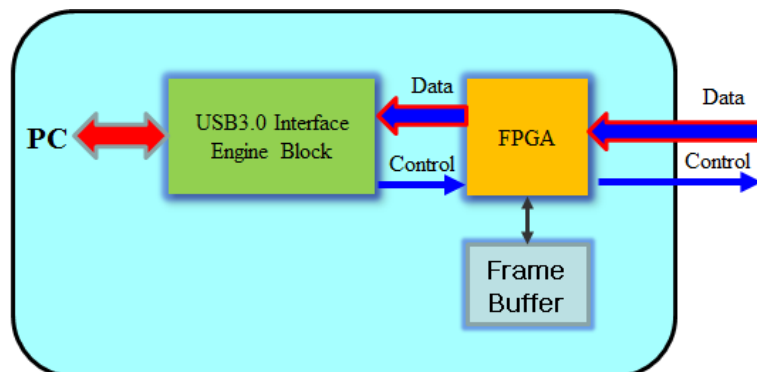 Data
Data
USB3.0 Interface
Engine Block
PC
FPGA
Control
Control
Frame
Buffer